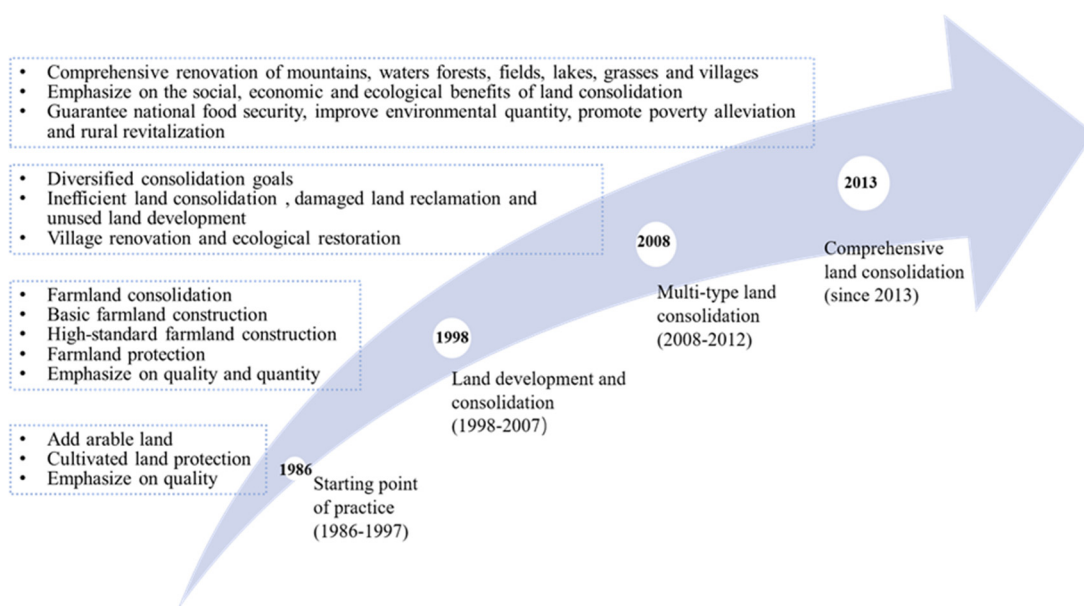 • Comprehensive renovation of mountains, waters forests, fields, lakes, grasses and villages
• Emphasize on the social, economic and ecological benefits of land consolidation
• Guarantee national food security, improve environmental quantity, promote poverty alleviation
and rural revitalization
• Diversified consolidation goals
• Inefficient land consolidation , damaged land reclamation and
unused land development
• Village renovation and ecological restoration
• Farmland consolidation
• Basic farmland construction
• High-standard farmland construction
• Farmland protection
• Emphasize on quality and quantity
• Add arable land
• Cultivated land protection
• Emphasize on quality
1986
Starting point
of practice
(1986-1997)
1998
Land development and
consolidation
(1998-2007)
2008
Multi-type land
consolidation
(2008-2012)
2013
Comprehensive
land consolidation
(since 2013)